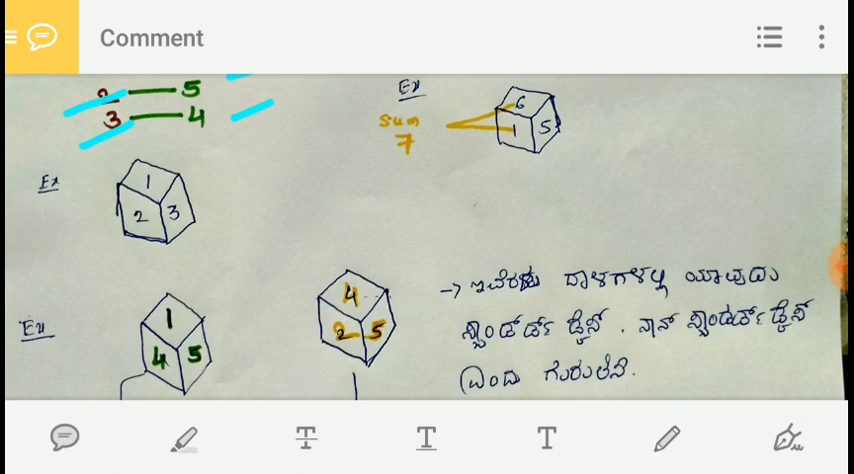 Comment
2 — 5
3 — 4
Ex
6
1 5
sum
7
Ex
1
2 3
Ex
1
4 5
4
2 5
→ ಇವೆರಡು ದಾಳಗಳಲ್ಲಿ ಯಾವುದು
ಸ್ಟ್ಯಾಂಡರ್ಡ್ ಡೈಸ್ . ನಾನ್ ಸ್ಟ್ಯಾಂಡರ್ಡ್ ಡೈಸ್
ಎಂದು